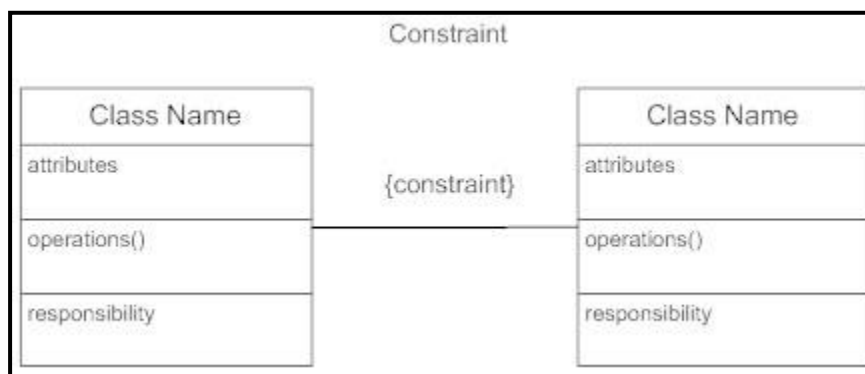 Constraint
Class Name
attributes
operations()
responsibility
{constraint}
Class Name
attributes
operations()
responsibility